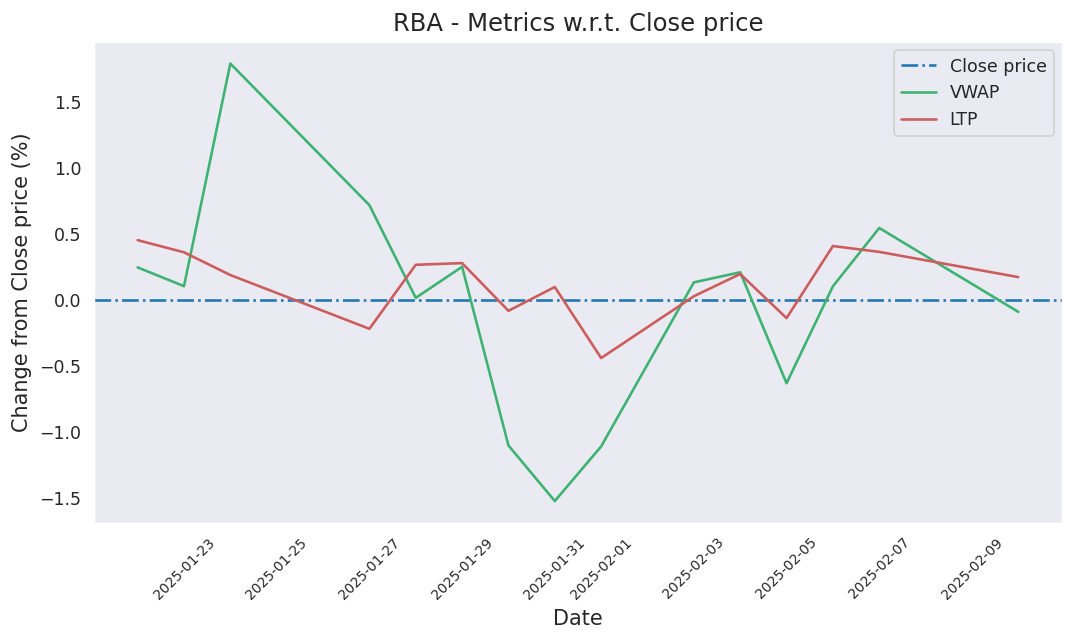 RBA - Metrics w.r.t. Close price
Close price
VWAP
LTP
Change from Close price (%)
1.5
1.0
0.5
0.0
−0.5
−1.0
−1.5
2025-01-23
2025-01-25
2025-01-27
2025-01-29
2025-01-31
2025-02-01
2025-02-03
2025-02-05
2025-02-07
2025-02-09
Date